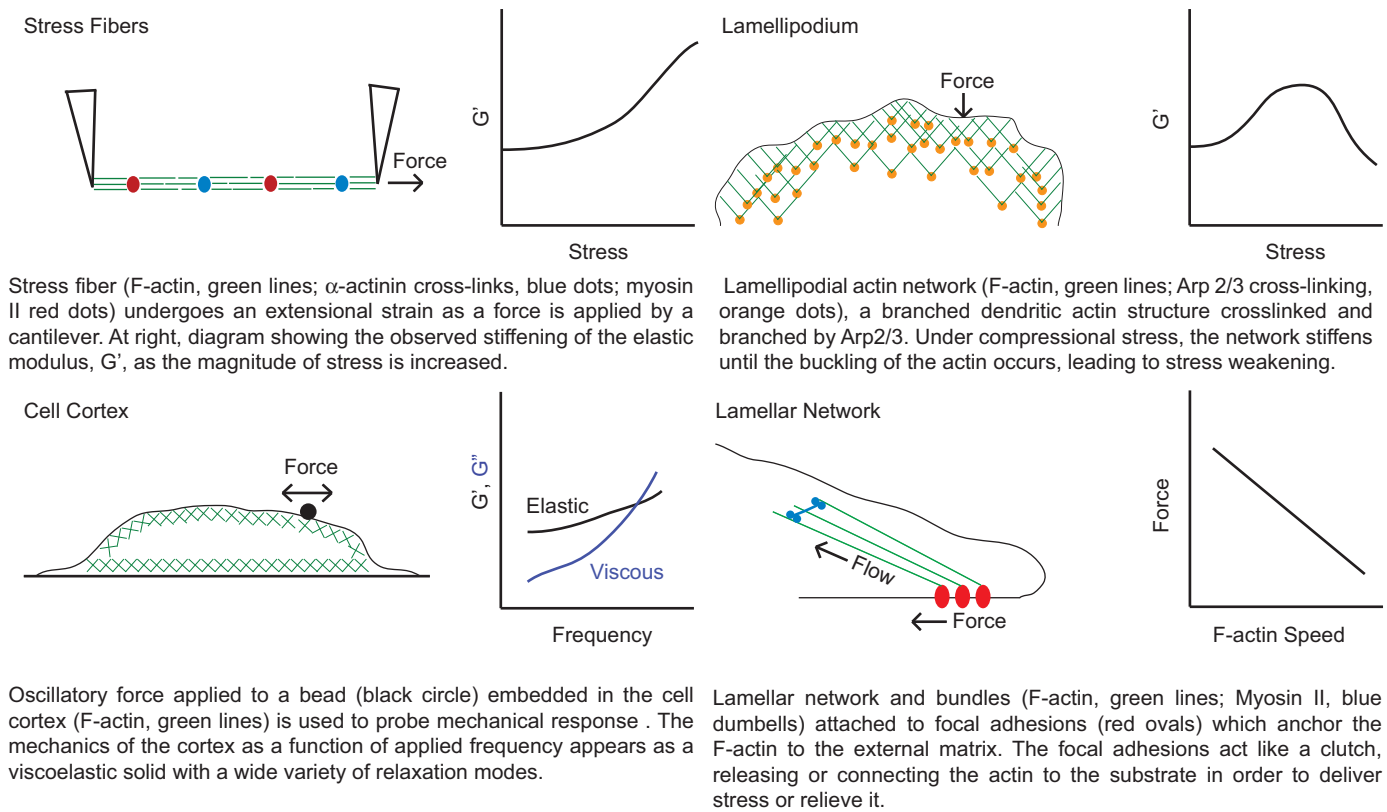 Stress Fibers
Force
G’
Stress
Stress fiber (F-actin, green lines; α-actinin cross-links, blue dots; myosin
II red dots) undergoes an extensional strain as a force is applied by a
cantilever. At right, diagram showing the observed stiffening of the elastic
modulus, G’, as the magnitude of stress is increased.
Lamellipodium
Force
G’
Stress
Lamellipodial actin network (F-actin, green lines; Arp 2/3 cross-linking,
orange dots), a branched dendritic actin structure crosslinked and
branched by Arp2/3. Under compressional stress, the network stiffens
until the buckling of the actin occurs, leading to stress weakening.
Cell Cortex
Force
G’, G”
Elastic
Viscous
Frequency
Oscillatory force applied to a bead (black circle) embedded in the cell
cortex (F-actin, green lines) is used to probe mechanical response . The
mechanics of the cortex as a function of applied frequency appears as a
viscoelastic solid with a wide variety of relaxation modes.
Lamellar Network
Flow
Force
Force
F-actin Speed
Lamellar network and bundles (F-actin, green lines; Myosin II, blue
dumbells) attached to focal adhesions (red ovals) which anchor the
F-actin to the external matrix. The focal adhesions act like a clutch,
releasing or connecting the actin to the substrate in order to deliver
stress or relieve it.